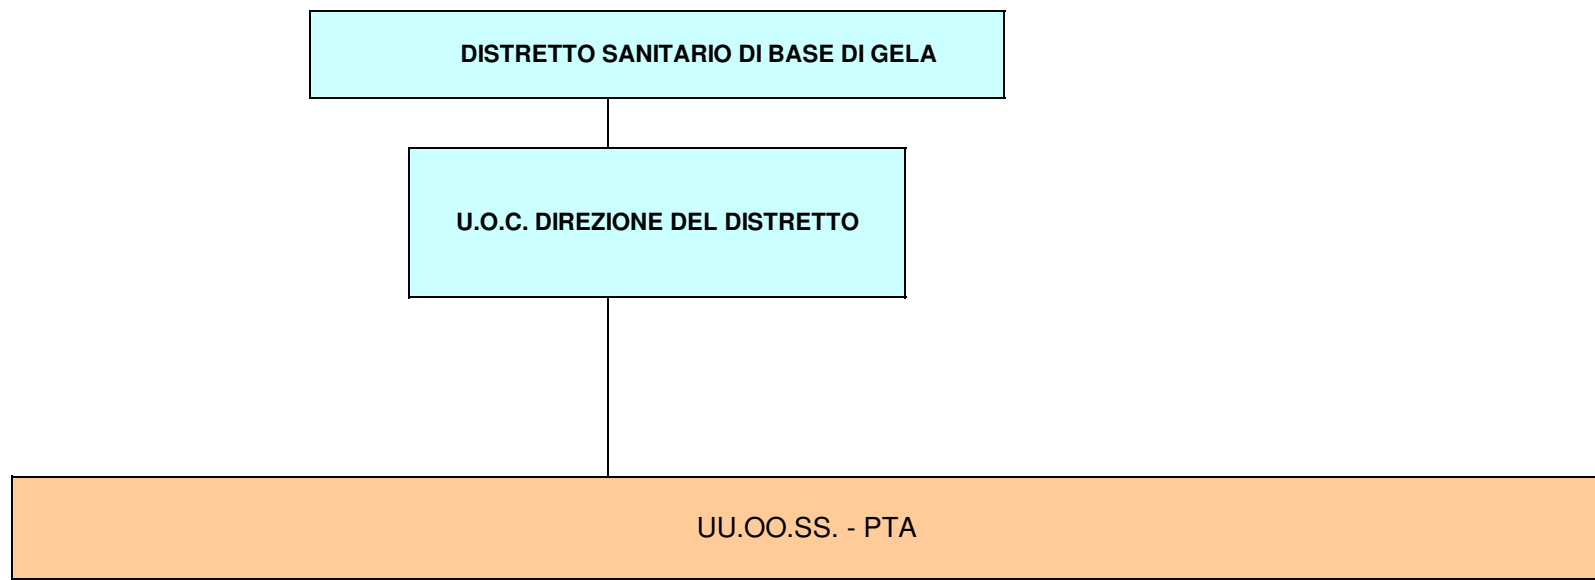 DISTRETTO SANITARIO DI BASE DI GELA
U.O.C. DIREZIONE DEL DISTRETTO
UU.OO.SS. - PTA